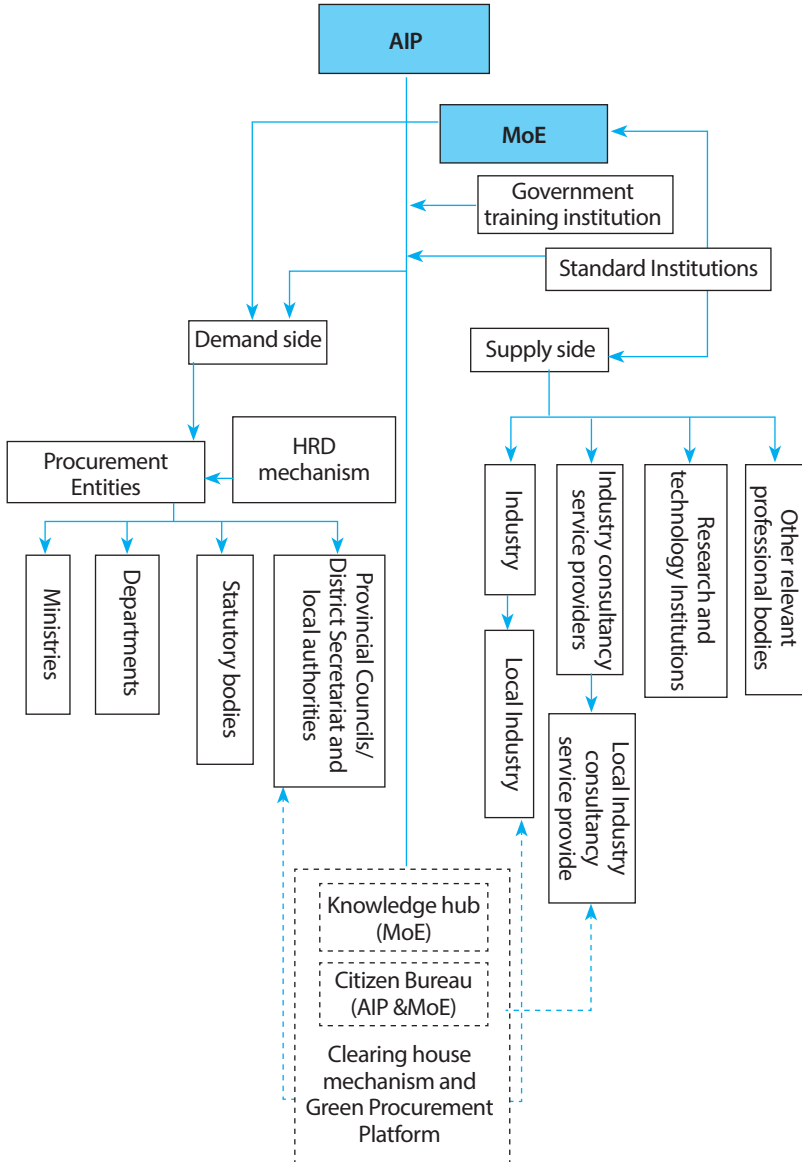 AIP
MoE
Government
training institution
Standard Institutions
Demand side
Supply side
Procurement
Entities
HRD
mechanism
Ministries
Departments
Statutory bodies
Provincial Councils/
District Secretariat and
local authorities
Industry
Industry consultancy
service providers
Research and
technology Institutions
Other relevant
professional bodies
Local Industry
Local Industry
consultancy
service provide
Knowledge hub
(MoE)
Citizen Bureau
(AIP &MoE)
Clearing house
mechanism and
Green Procurement
Platform